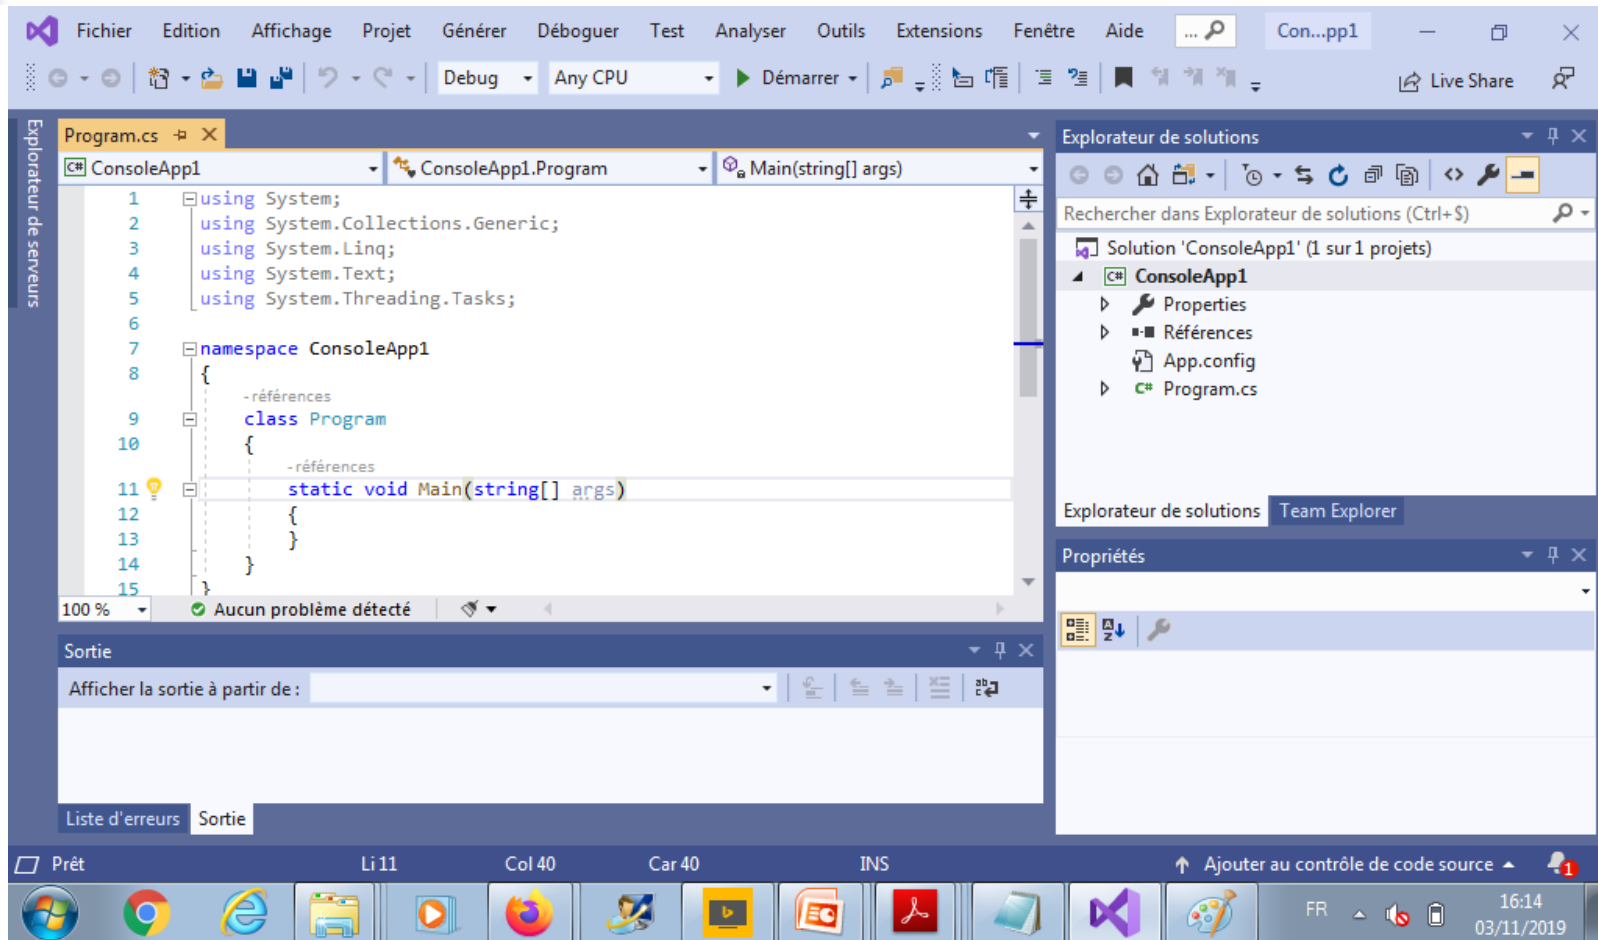 Fichier Edition Affichage Projet Générer Déboguer Test Analyser Outils Extensions Fenêtre Aide ... Con...pp1
Debug Any CPU Démarrer Live Share
Explorateur de serveurs
Program.cs
ConsoleApp1 ConsoleApp1.Program Main(string[] args)
1 using System;
2 using System.Collections.Generic;
3 using System.Linq;
4 using System.Text;
5 using System.Threading.Tasks;
6
7 namespace ConsoleApp1
8 {
-références
9 class Program
10 {
-références
11 static void Main(string[] args)
12 {
13 }
14 }
15 }
100 % Aucun problème détecté
Sortie
Afficher la sortie à partir de :
Liste d'erreurs Sortie
Explorateur de solutions
Rechercher dans Explorateur de solutions (Ctrl+$)
Solution 'ConsoleApp1' (1 sur 1 projets)
C# ConsoleApp1
Properties
Références
App.config
C# Program.cs
Explorateur de solutions Team Explorer
Propriétés
Prêt Li 11 Col 40 Car 40 INS Ajouter au contrôle de code source 1
FR 16:14
03/11/2019